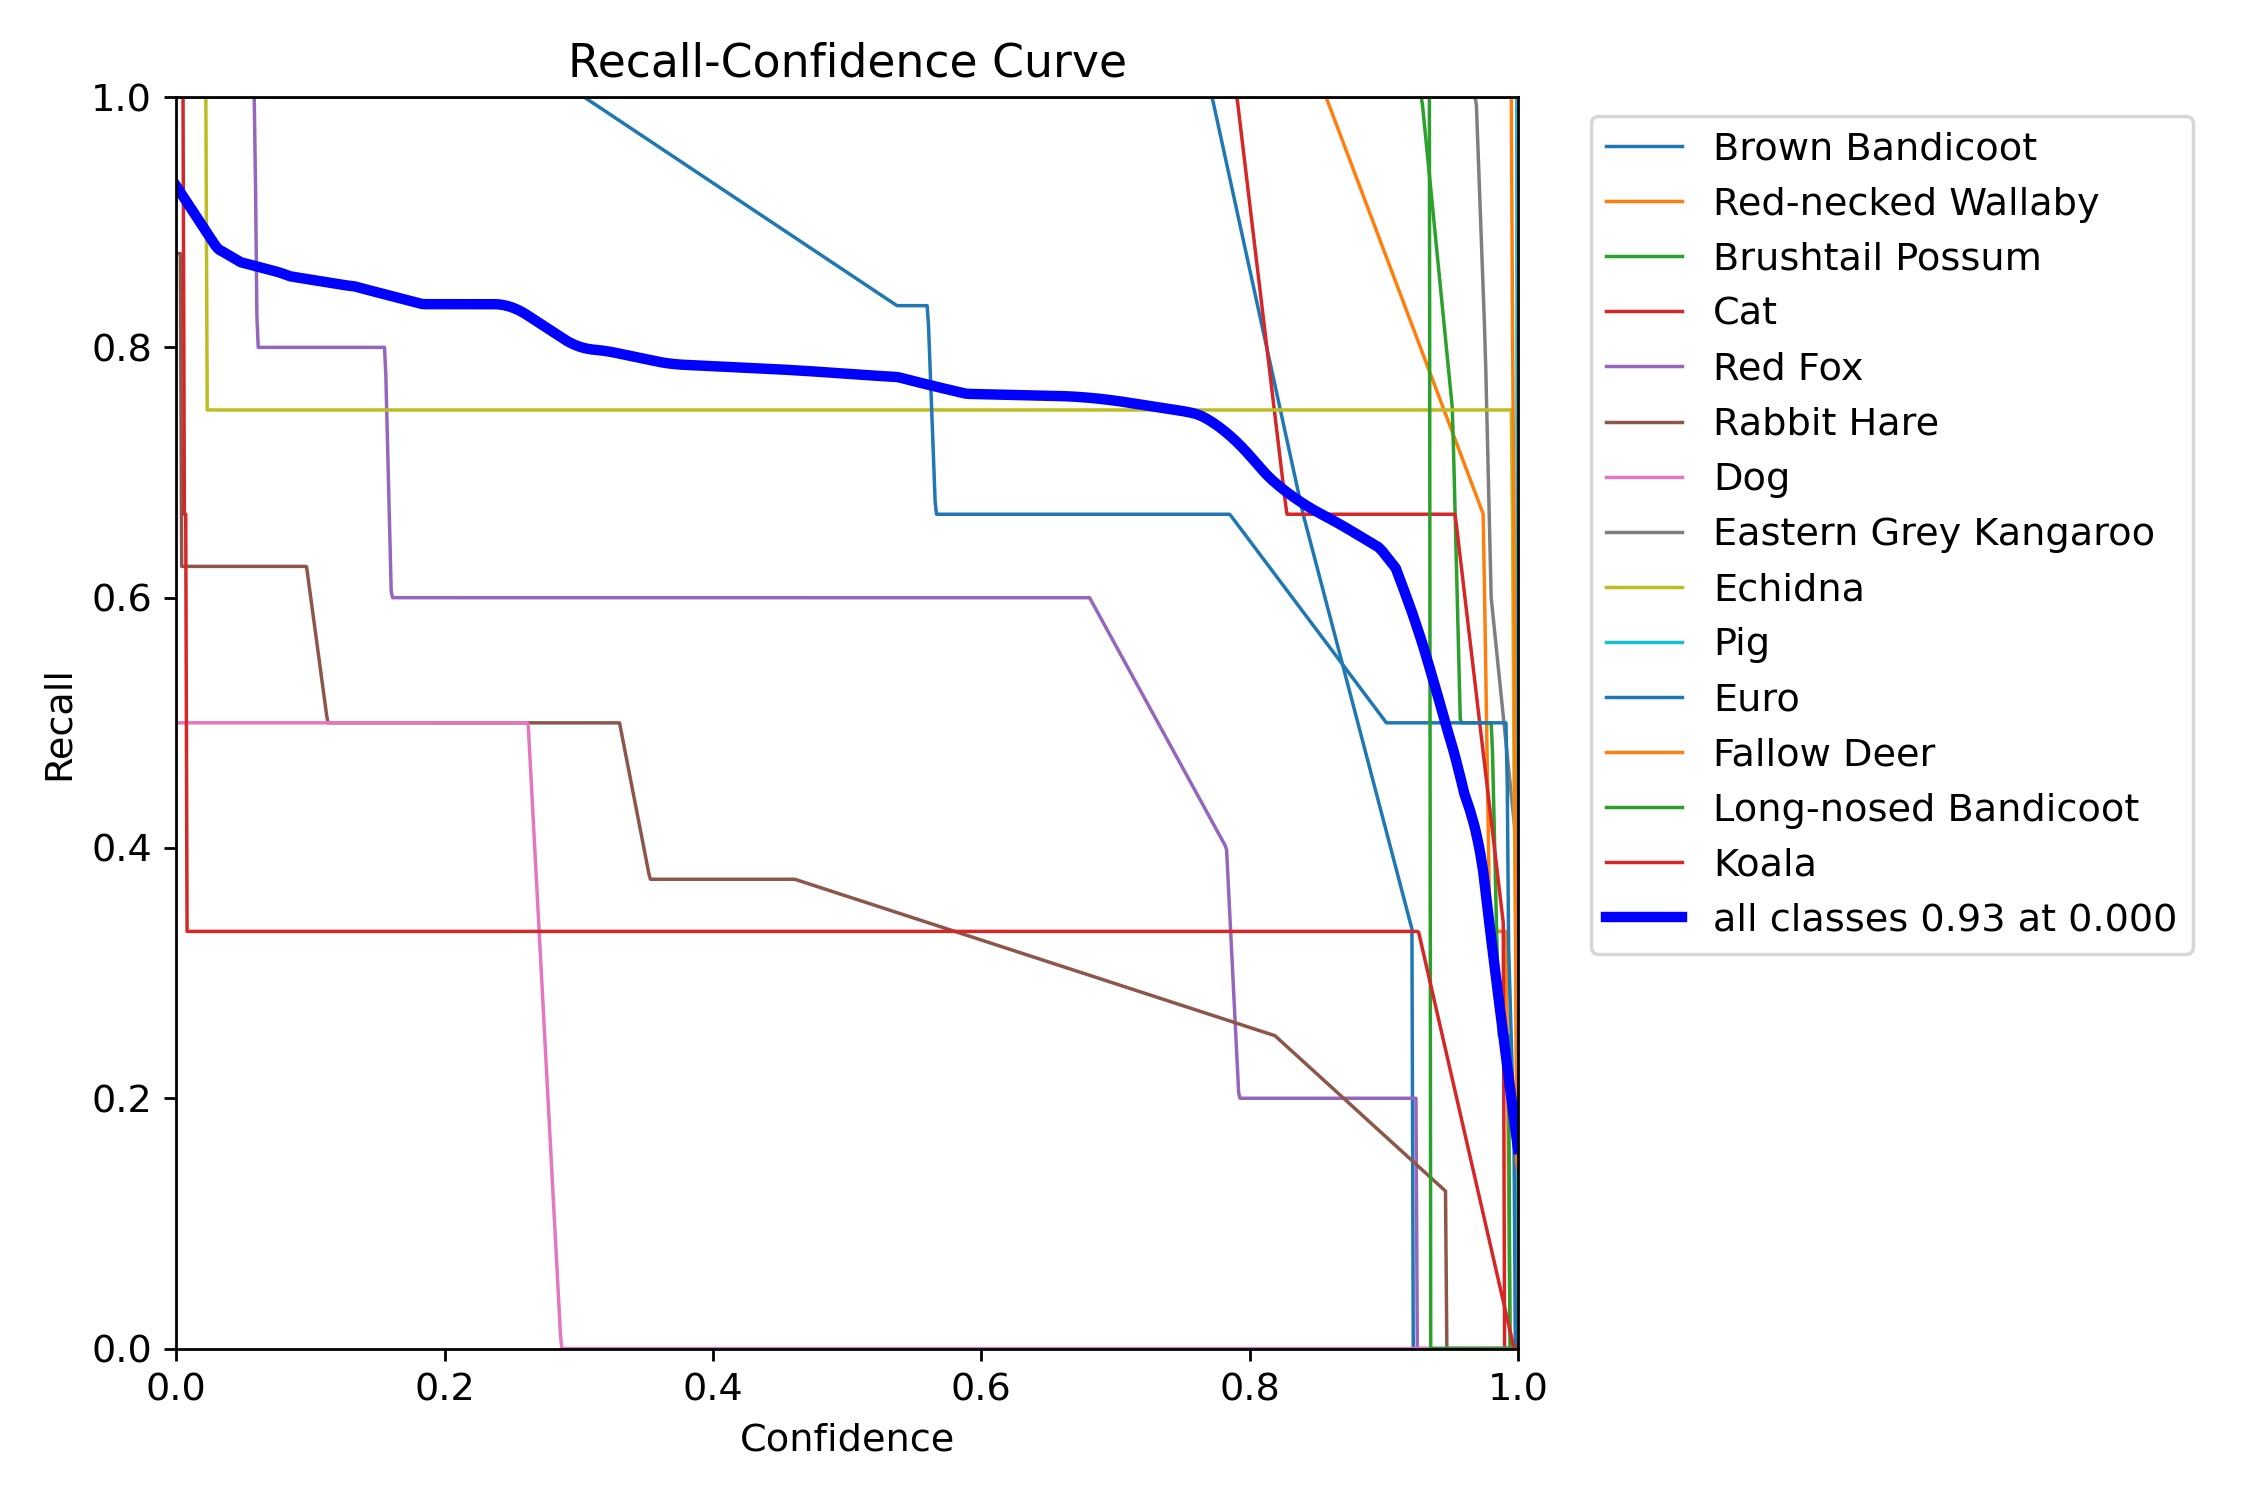 Recall-Confidence Curve
1.0
0.8
0.6
0.4
0.2
0.0
Recall
0.0 0.2 0.4 0.6 0.8 1.0
Confidence
Brown Bandicoot
Red-necked Wallaby
Brushtail Possum
Cat
Red Fox
Rabbit Hare
Dog
Eastern Grey Kangaroo
Echidna
Pig
Euro
Fallow Deer
Long-nosed Bandicoot
Koala
all classes 0.93 at 0.000